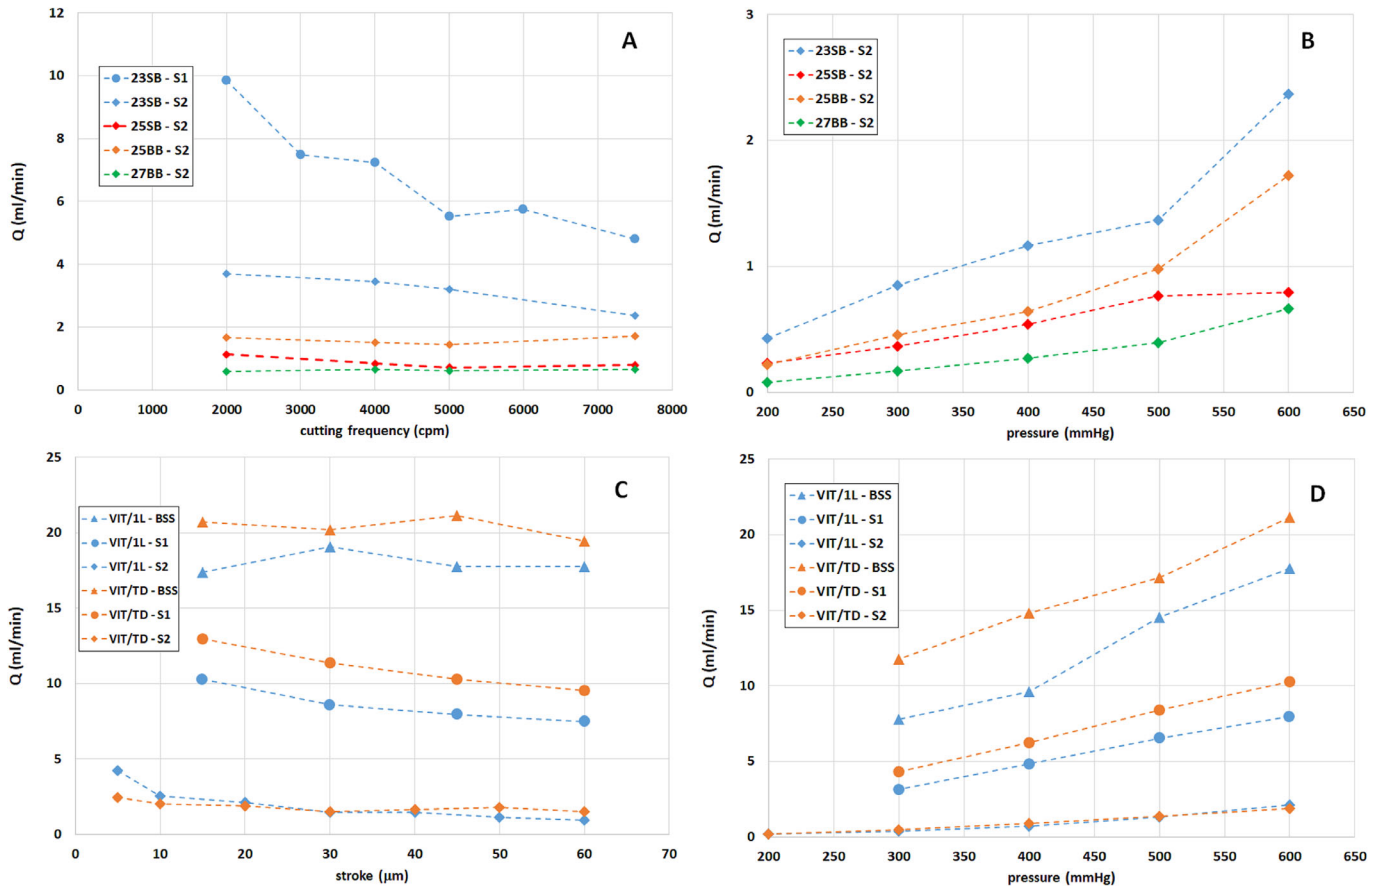 A
Q (ml/min)
12
10
8
6
4
2
0
23SB - S1
23SB - S2
25SB - S2
25BB - S2
27BB - S2
0 1000 2000 3000 4000 5000 6000 7000 8000
cutting frequency (cpm)
B
Q (ml/min)
3
2
1
0
23SB - S2
25SB - S2
25BB - S2
27BB - S2
200 250 300 350 400 450 500 550 600 650
pressure (mmHg)
C
Q (ml/min)
25
20
15
10
5
0
VIT/1L - BSS
VIT/1L - S1
VIT/1L - S2
VIT/TD - BSS
VIT/TD - S1
VIT/TD - S2
0 10 20 30 40 50 60 70
stroke (μm)
D
Q (ml/min)
25
20
15
10
5
0
VIT/1L - BSS
VIT/1L - S1
VIT/1L - S2
VIT/TD - BSS
VIT/TD - S1
VIT/TD - S2
200 250 300 350 400 450 500 550 600 650
pressure (mmHg)